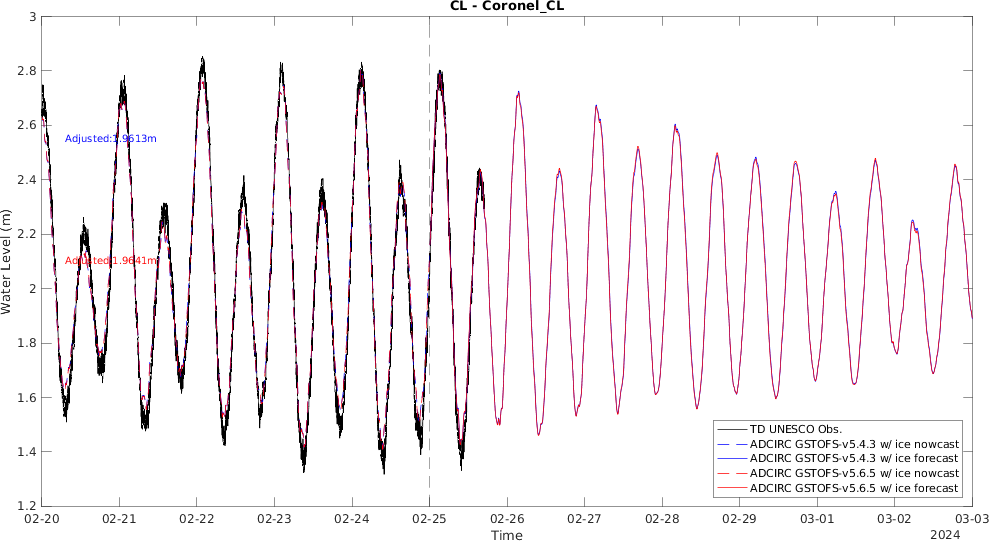 CL - Coronel_CL
3
2.8
2.6
2.4
2.2
2
1.8
1.6
1.4
1.2
Water Level (m)
Adjusted:1.9613m
Adjusted:1.9641m
TD UNESCO Obs.
ADCIRC GSTOFS-v5.4.3 w/ ice nowcast
ADCIRC GSTOFS-v5.4.3 w/ ice forecast
ADCIRC GSTOFS-v5.6.5 w/ ice nowcast
ADCIRC GSTOFS-v5.6.5 w/ ice forecast
02-20 02-21 02-22 02-23 02-24 02-25 02-26 02-27 02-28 02-29 03-01 03-02 03-03
Time
2024